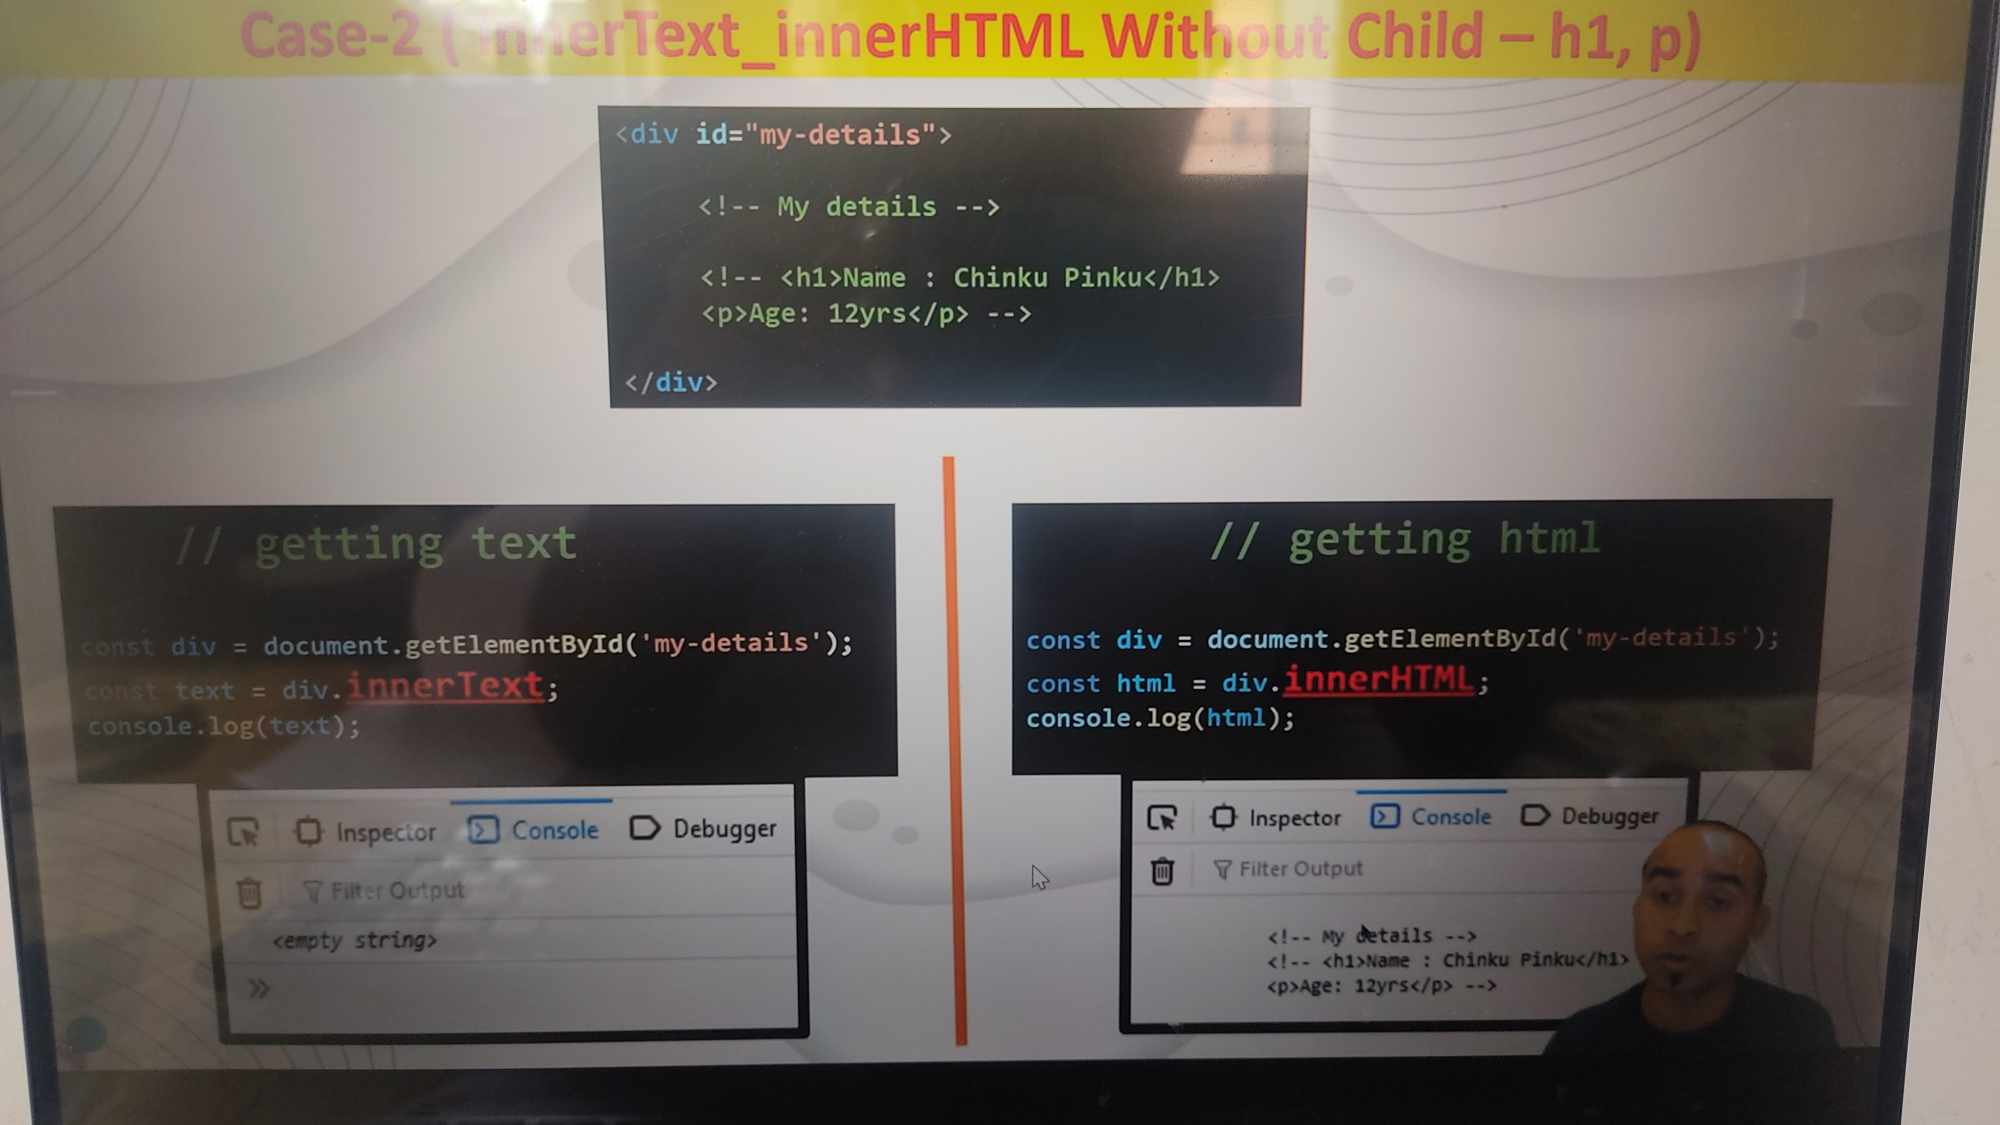 Case-2 ( innerText_innerHTML Without Child – h1, p)
<div id="my-details">
<!-- My details -->
<!-- <h1>Name : Chinku Pinku</h1>
<p>Age: 12yrs</p> -->
</div>
// getting text
const div = document.getElementById('my-details');
const text = div.innerText;
console.log(text);
Inspector Console Debugger
Filter Output
<empty string>
»
// getting html
const div = document.getElementById('my-details');
const html = div.innerHTML;
console.log(html);
Inspector Console Debugger
Filter Output
<!-- My details -->
<!-- <h1>Name : Chinku Pinku</h1>
<p>Age: 12yrs</p> -->